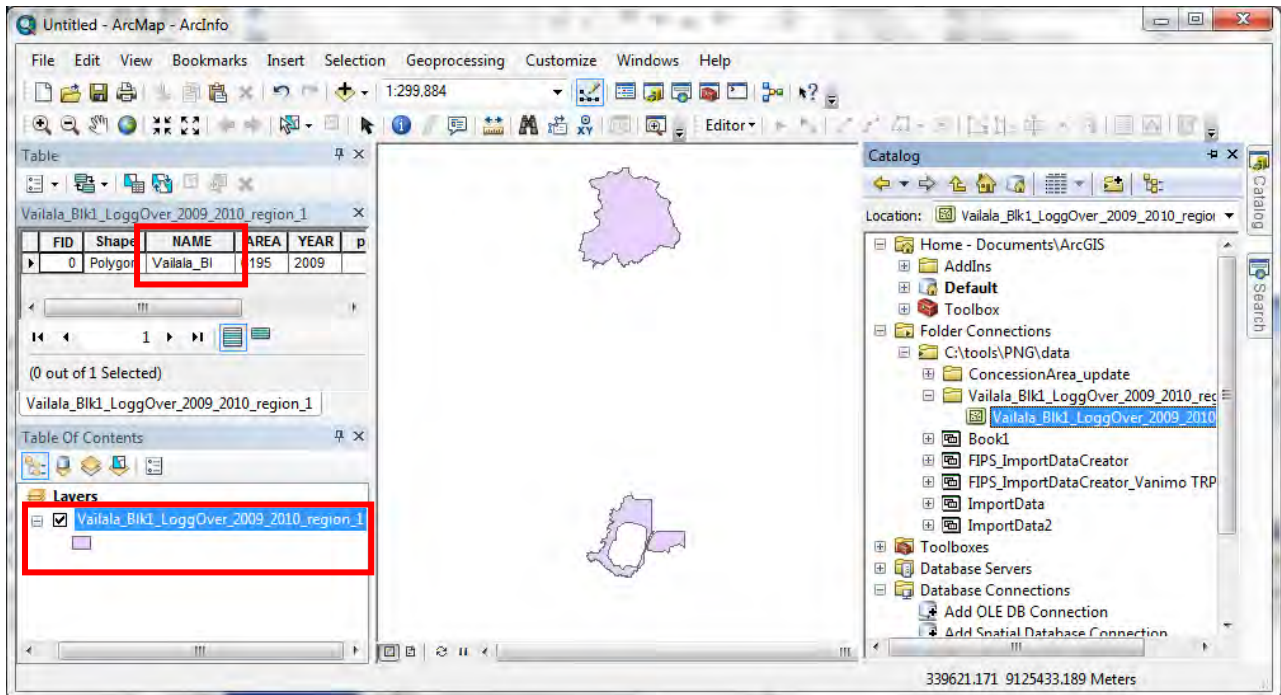 Untitled - ArcMap - ArcInfo
File Edit View Bookmarks Insert Selection Geoprocessing Customize Windows Help
1:299,884
Editor
Table
Vailala_Blk1_LoggOver_2009_2010_region_1
FID Shape NAME AREA YEAR p
0 Polygon Vailala_Bl 195 2009
1
(0 out of 1 Selected)
Vailala_Blk1_LoggOver_2009_2010_region_1
Table Of Contents
Layers
Vailala_Blk1_LoggOver_2009_2010_region_1
Catalog
Location: Vailala_Blk1_LoggOver_2009_2010_region
Home - Documents\ArcGIS
AddIns
Default
Toolbox
Folder Connections
C:\tools\PNG\data
ConcessionArea_update
Vailala_Blk1_LoggOver_2009_2010_reg
Vailala_Blk1_LoggOver_2009_2010
Book1
FIPS_ImportDataCreator
FIPS_ImportDataCreator_Vanimo TRP
ImportData
ImportData2
Toolboxes
Database Servers
Database Connections
Add OLE DB Connection
Add Spatial Database Connection
Catalog
Search
339621.171 9125433.189 Meters